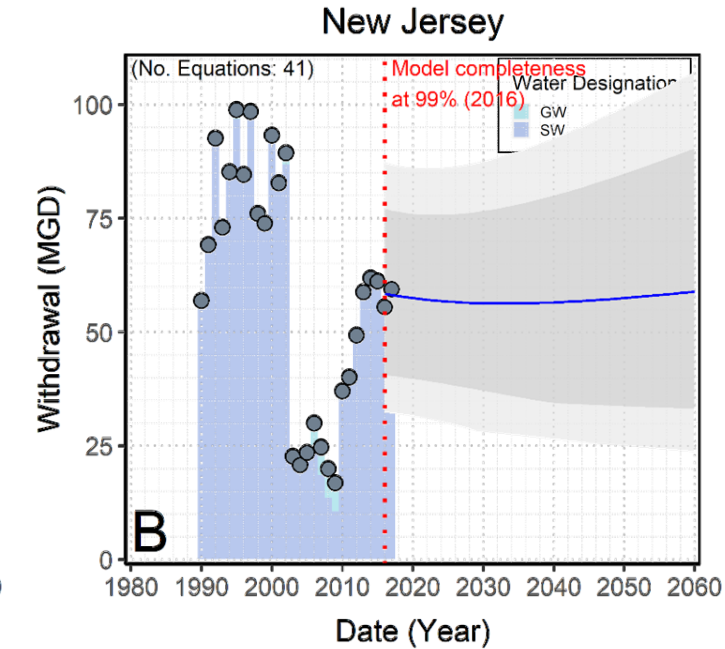 New Jersey
(No. Equations: 41)
Model completeness
at 99% (2016)
Water Designation
GW
SW
Withdrawal (MGD)
100
75
50
25
0
B
1980 1990 2000 2010 2020 2030 2040 2050 2060
Date (Year)